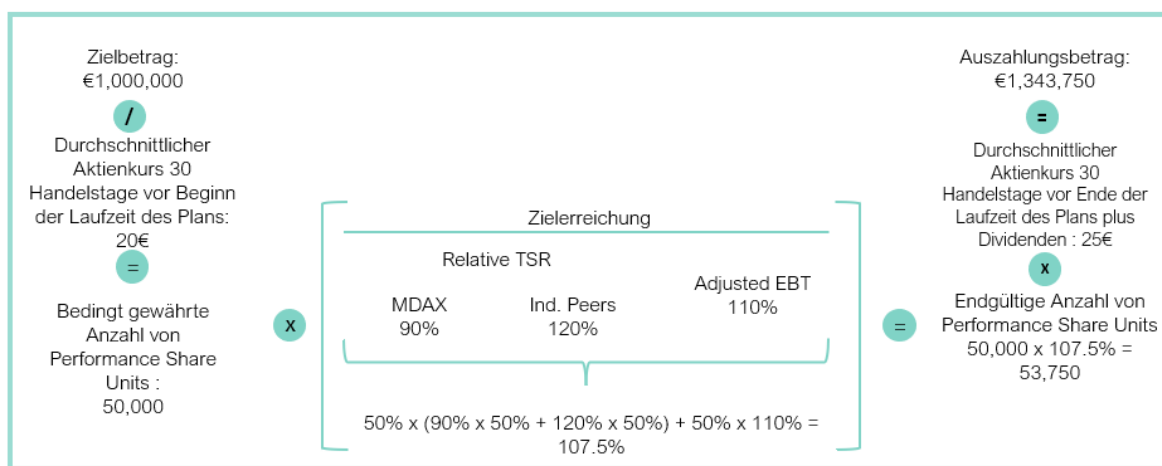 Zielbetrag:
€1,000,000
/
Durchschnittlicher
Aktienkurs 30
Handelstage vor Beginn
der Laufzeit des Plans:
20€
=
Bedingt gewährte
Anzahl von
Performance Share
Units :
50,000
x
Zielerreichung
Relative TSR
MDAX
90%
Ind. Peers
120%
Adjusted EBT
110%
50% x (90% x 50% + 120% x 50%) + 50% x 110% =
107.5%
=
Auszahlungsbetrag:
€1,343,750
=
Durchschnittlicher
Aktienkurs 30
Handelstage vor Ende der
Laufzeit des Plans plus
Dividenden : 25€
x
Endgültige Anzahl von
Performance Share Units
50,000 x 107.5% =
53,750